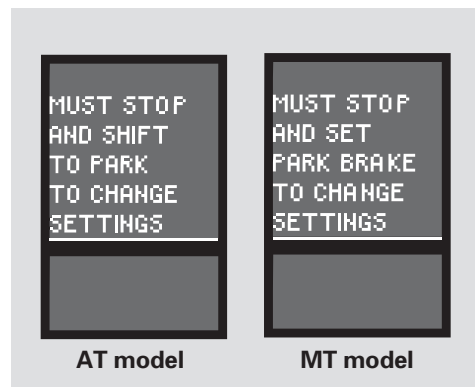 MUST STOP
AND SHIFT
TO PARK
TO CHANGE
SETTINGS
AT model
MUST STOP
AND SET
PARK BRAKE
TO CHANGE
SETTINGS
MT model